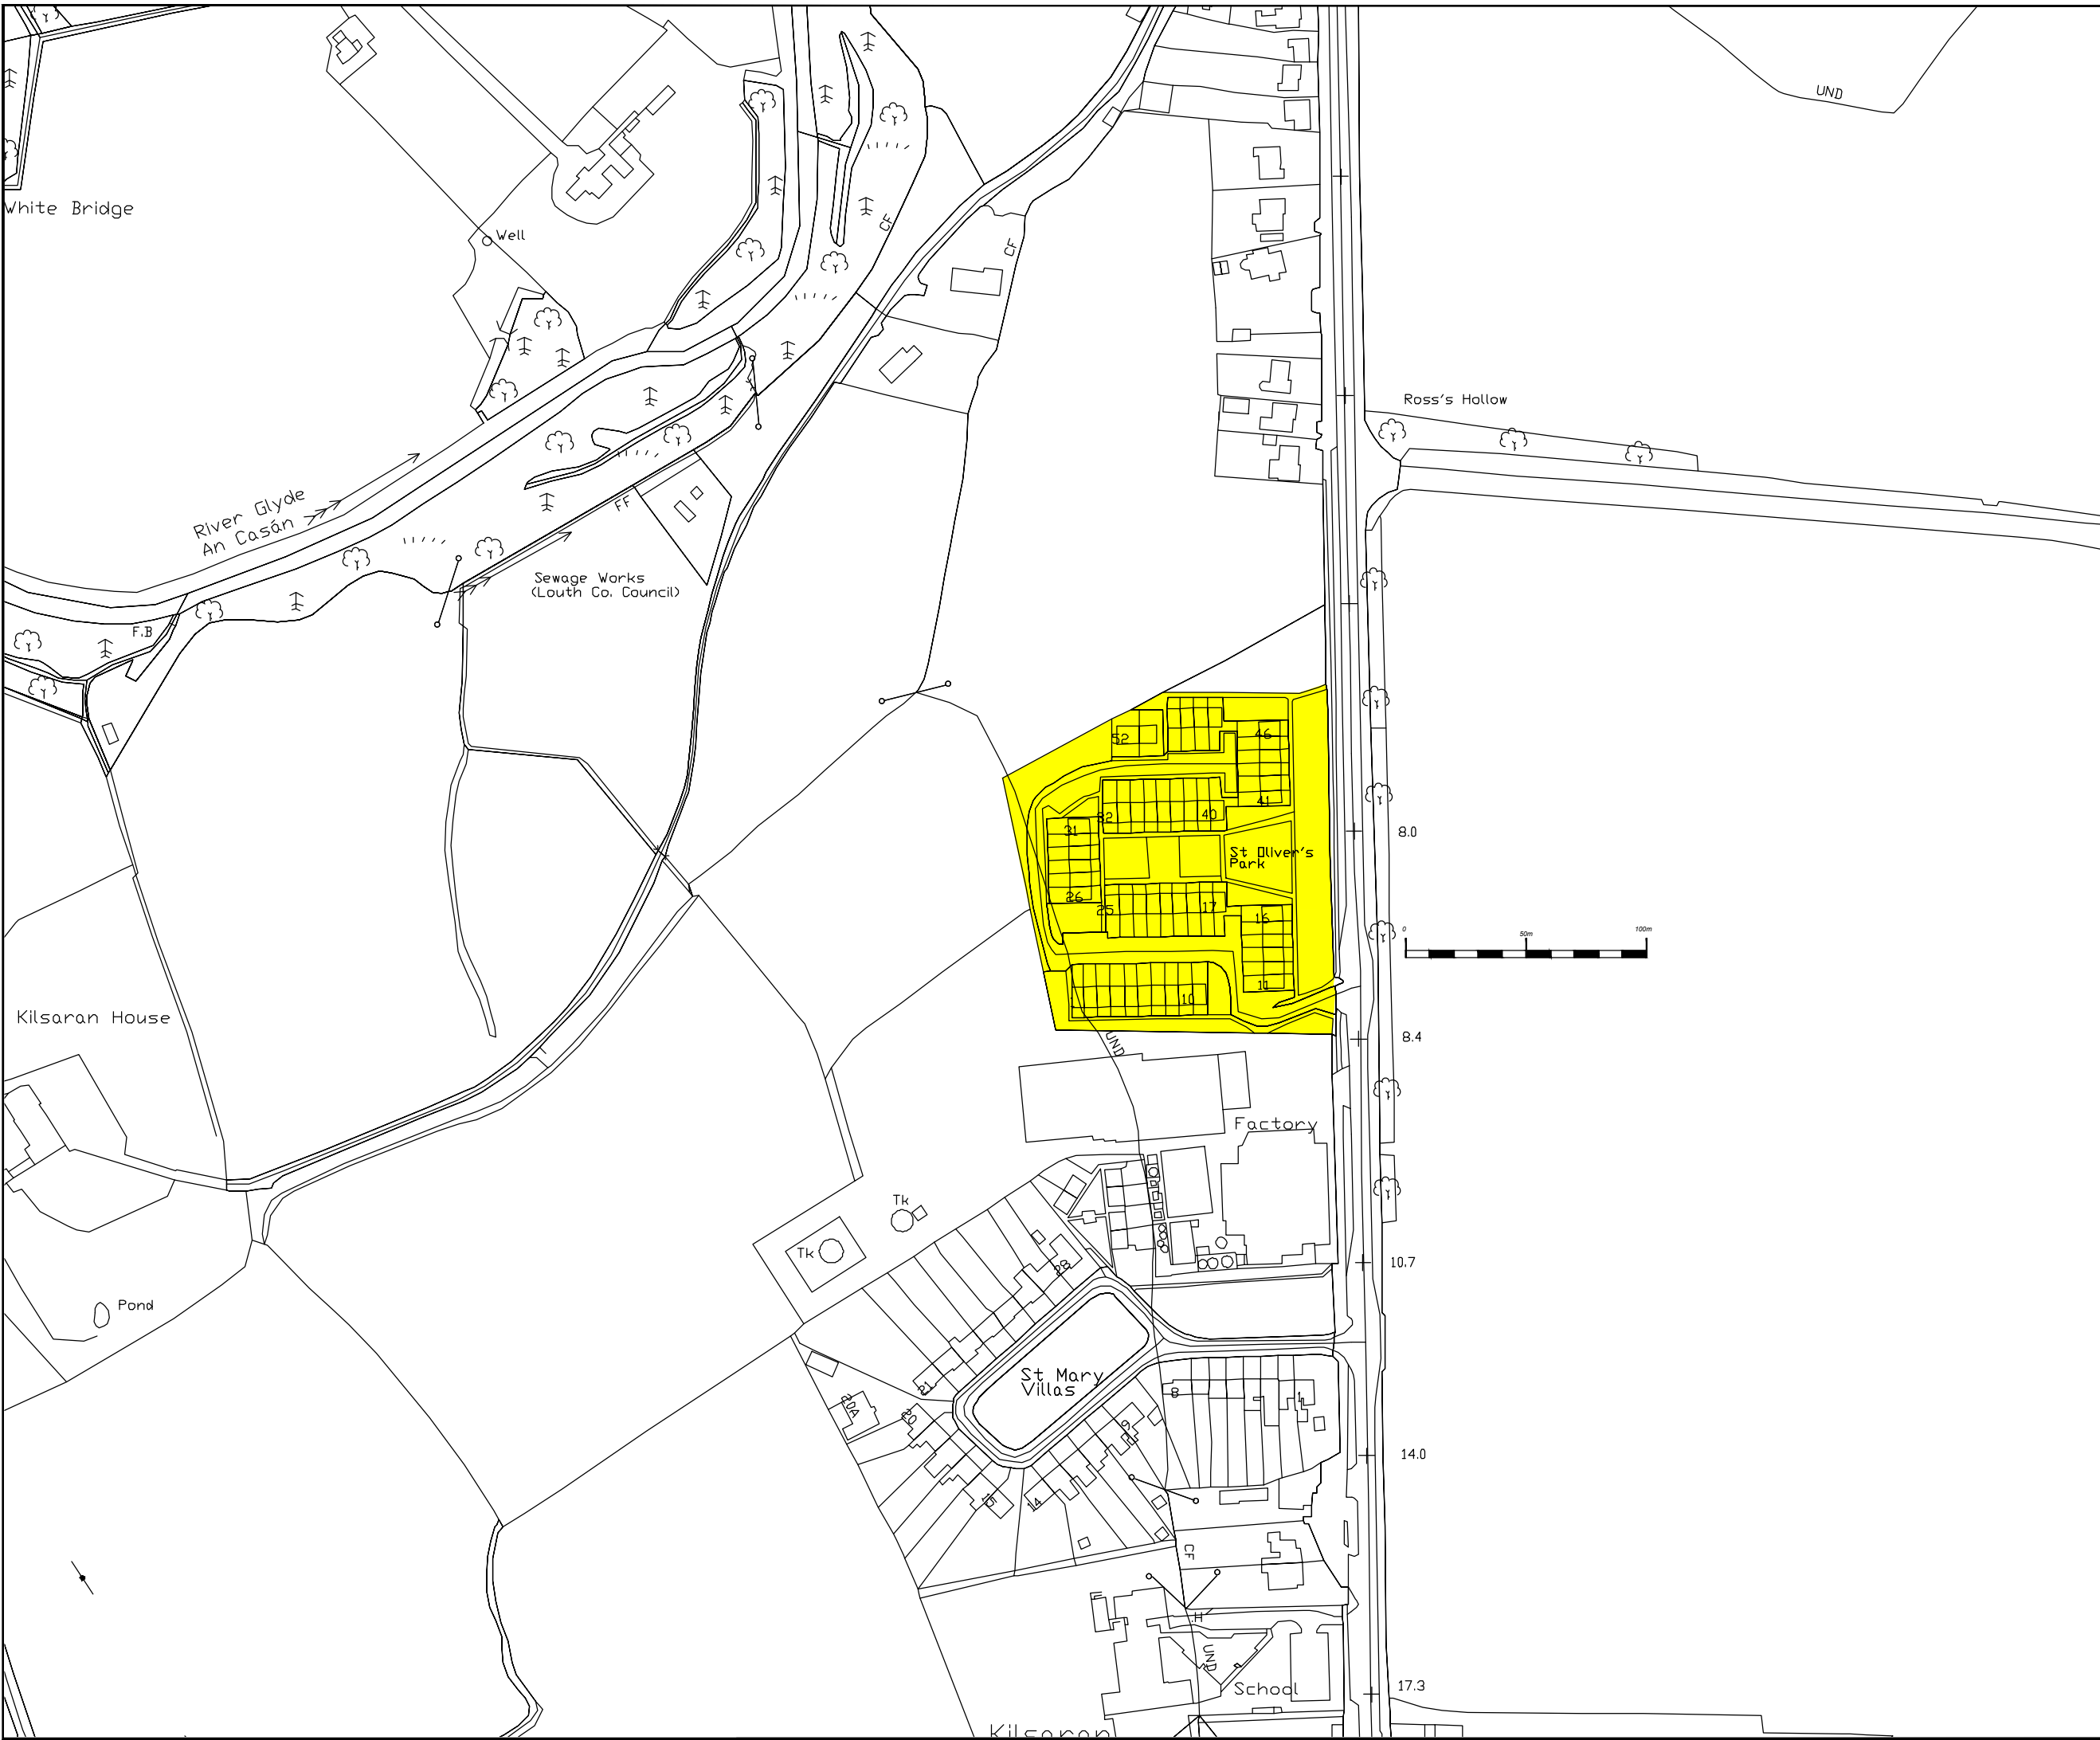 UND
White Bridge
Well
CF
CF
Ross's Hollow
River Glyde
An Casán
FF
Sewage Works
(Louth Co. Council)
F.B
52
46
41
32
40
31
St Oliver's
Park
8.0
26
25
17
16
0
50m
100m
11
10
Kilsaran House
UND
8.4
Factory
Tk
Tk
28
10.7
Pond
St Mary
Villas
21
8
20A
20
9
14.0
15
14
CF
H
UND
School
17.3
Kilsaran